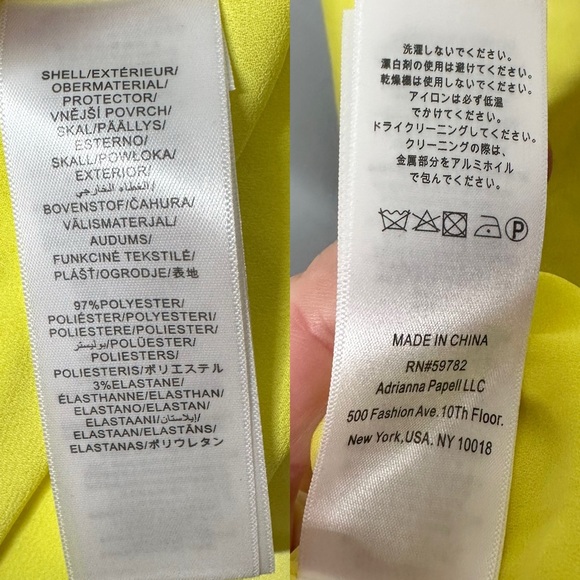 SHELL/EXTÉRIEUR/
OBERMATERIAL/
PROTECTOR/
VNĚJŠÍ POVRCH/
SKAL/PÄÄLLYS/
ESTERNO/
SKALL/POWŁOKA/
EXTERIOR/
الغطاء الخارجي/
BOVENSTOF/ČAHURA/
VÄLISMATERJAL/
AUDUMS/
FUNKCINĖ TEKSTILĖ/
PLÁŠŤ/OGRODJE/表地
97%POLYESTER/
POLIÉSTER/POLYESTERI/
POLIESTERE/POLIESTER/
بوليستر/POLÜESTER/
POLIESTERS/
POLIESTERIS/ポリエステル
3%ELASTANE/
ÉLASTHANNE/ELASTHAN/
ELASTANO/ELASTAN/
ELASTAANI/إيلاستان/
ELASTAAN/ELASTĀNS/
ELASTANAS/ポリウレタン
洗濯しないでください。
漂白剤の使用は避けてください。
乾燥機は使用しないでください。
アイロンは必ず低温
でかけてください。
ドライクリーニングしてください。
クリーニングの際は、
金属部分をアルミホイル
で包んでください。
P
MADE IN CHINA
RN#59782
Adrianna Papell LLC
500 Fashion Ave. 10Th Floor.
New York,USA, NY 10018